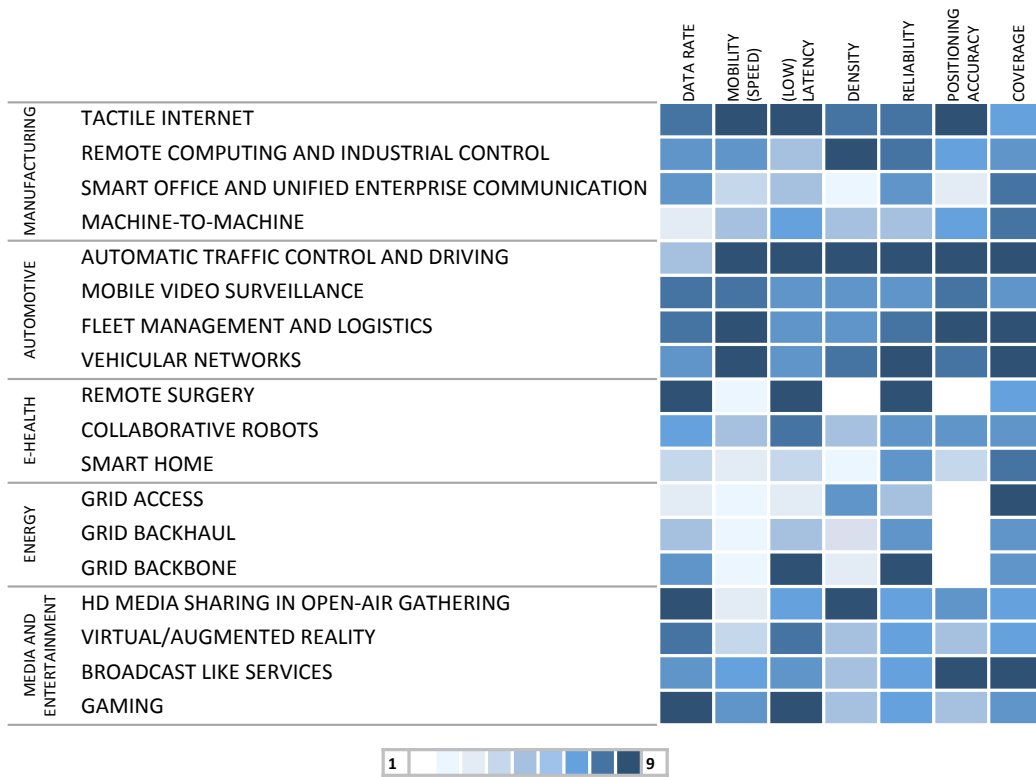 DATA RATE
MOBILITY
(SPEED)
(LOW)
LATENCY
DENSITY
RELIABILITY
POSITIONING
ACCURACY
COVERAGE
MANUFACTURING
TACTILE INTERNET
REMOTE COMPUTING AND INDUSTRIAL CONTROL
SMART OFFICE AND UNIFIED ENTERPRISE COMMUNICATION
MACHINE-TO-MACHINE
AUTOMOTIVE
AUTOMATIC TRAFFIC CONTROL AND DRIVING
MOBILE VIDEO SURVEILLANCE
FLEET MANAGEMENT AND LOGISTICS
VEHICULAR NETWORKS
E-HEALTH
REMOTE SURGERY
COLLABORATIVE ROBOTS
SMART HOME
ENERGY
GRID ACCESS
GRID BACKHAUL
GRID BACKBONE
MEDIA AND
ENTERTAINMENT
HD MEDIA SHARING IN OPEN-AIR GATHERING
VIRTUAL/AUGMENTED REALITY
BROADCAST LIKE SERVICES
GAMING
1 9